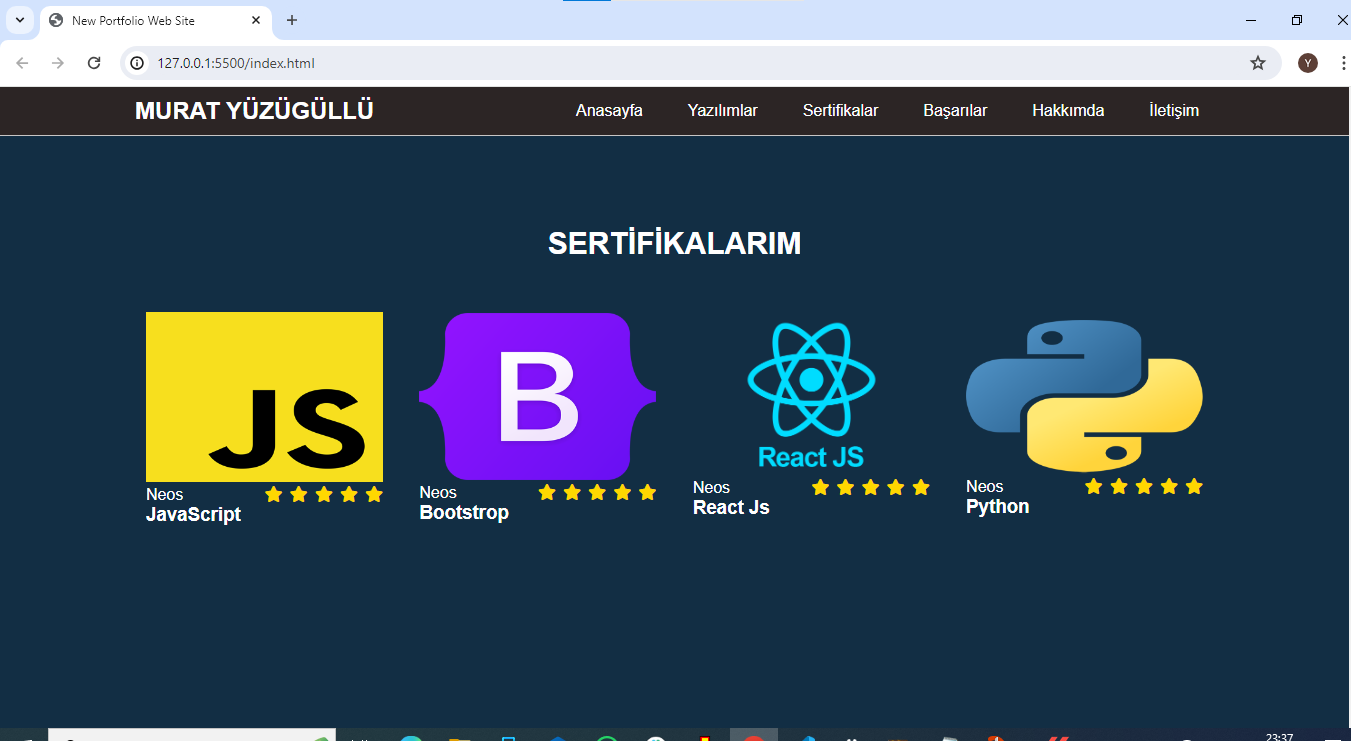 New Portfolio Web Site
127.0.0.1:5500/index.html
Y
MURAT YÜZÜGÜLLÜ
Anasayfa Yazılımlar Sertifikalar Başarılar Hakkımda İletişim
SERTİFİKALARIM
JS
B
React JS
Neos
JavaScript
Neos
Bootstrop
Neos
React Js
Neos
Python
23:37